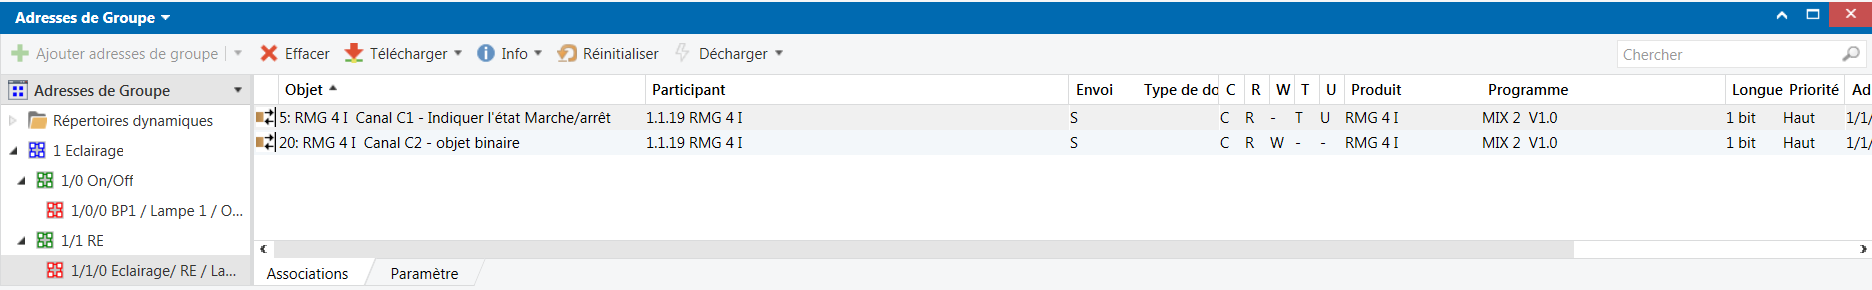 Adresses de Groupe
Ajouter adresses de groupe Effacer Télécharger Info Réinitialiser Décharger Chercher
Adresses de Groupe
Répertoires dynamiques
1 Eclairage
1/0 On/Off
1/0/0 BP1 / Lampe 1 / O...
1/1 RE
1/1/0 Eclairage/ RE / La...
Objet Participant Envoi Type de do C R W T U Produit Programme Longue Priorité Ad
5: RMG 4 I Canal C1 - Indiquer l'état Marche/arrêt 1.1.19 RMG 4 I S C R - T U RMG 4 I MIX 2 V1.0 1 bit Haut 1/1/
20: RMG 4 I Canal C2 - objet binaire 1.1.19 RMG 4 I S C R W - - RMG 4 I MIX 2 V1.0 1 bit Haut 1/1/
Associations Paramètre